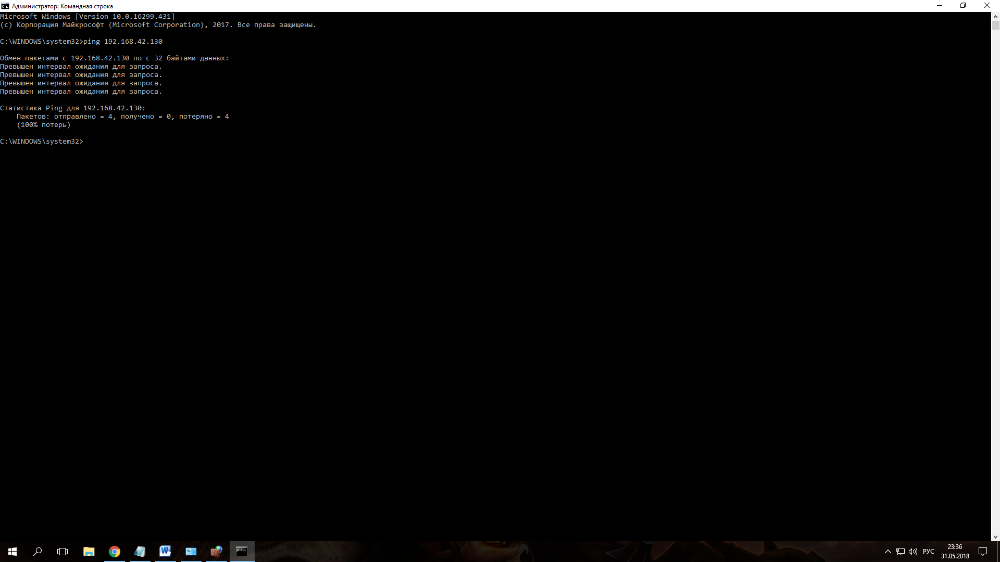 Администратор: Командная строка
Microsoft Windows [Version 10.0.16299.431]
(c) Корпорация Майкрософт (Microsoft Corporation), 2017. Все права защищены.
C:\WINDOWS\system32>ping 192.168.42.130
Обмен пакетами с 192.168.42.130 по с 32 байтами данных:
Превышен интервал ожидания для запроса.
Превышен интервал ожидания для запроса.
Превышен интервал ожидания для запроса.
Превышен интервал ожидания для запроса.
Статистика Ping для 192.168.42.130:
Пакетов: отправлено = 4, получено = 0, потеряно = 4
(100% потерь)
C:\WINDOWS\system32>
РУС
23:36
31.05.2018